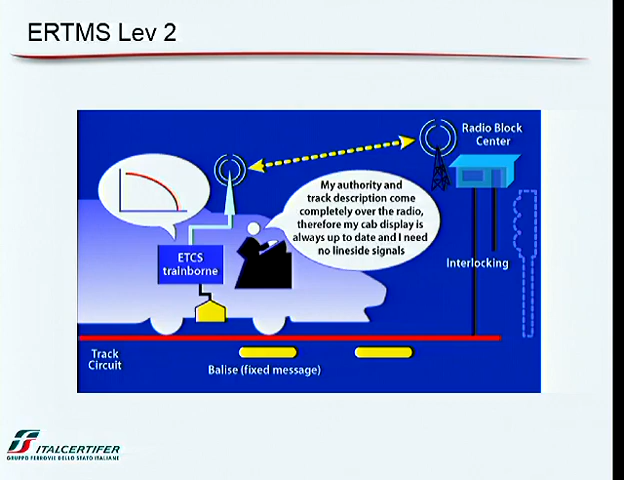 ERTMS Lev 2
Radio Block
Center
My authority and
track description come
completely over the radio,
therefore my cab display is
always up to date and I need
no lineside signals
ETCS
trainborne
Interlocking
Track
Circuit
Balise (fixed message)
ITALCERTIFER
GRUPPO FERROVIE DELLO STATO ITALIANE